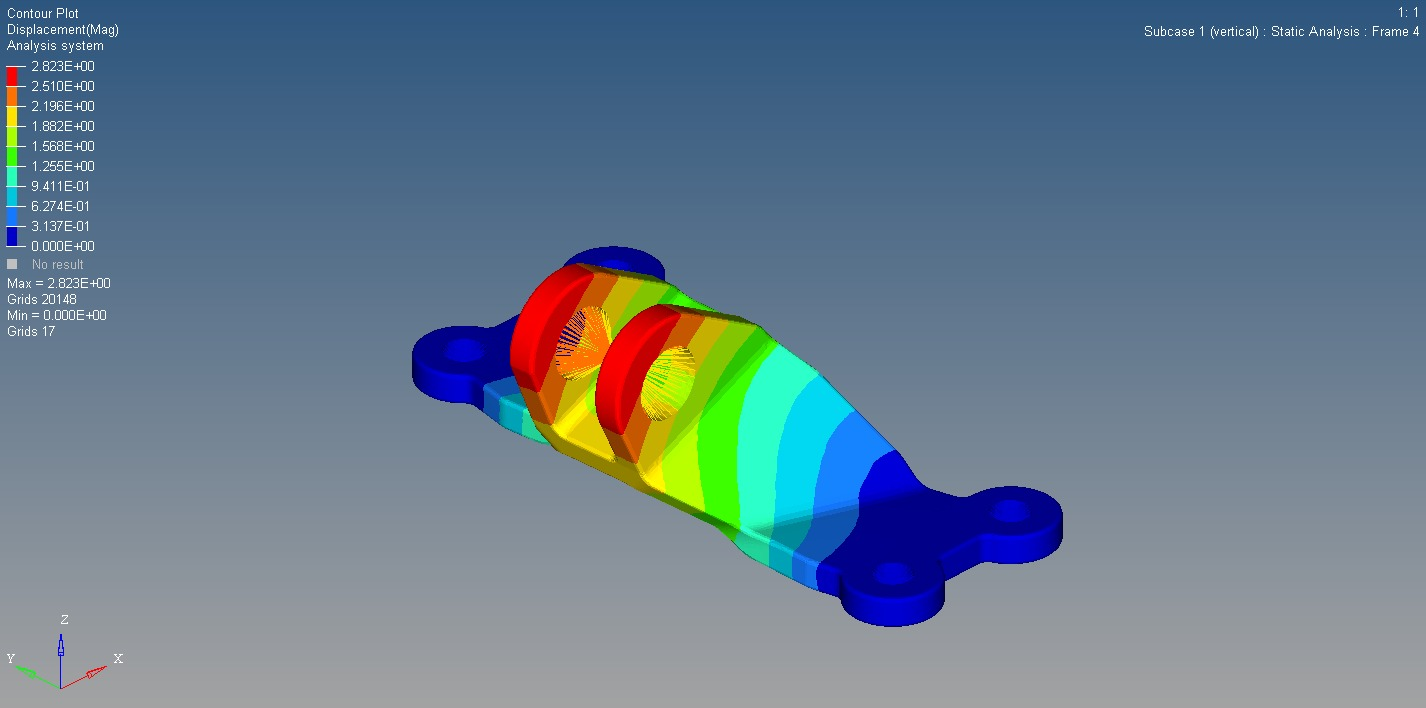 Contour Plot
Displacement(Mag)
Analysis system
2.823E+00
2.510E+00
2.196E+00
1.882E+00
1.568E+00
1.255E+00
9.411E-01
6.274E-01
3.137E-01
0.000E+00
No result
Max = 2.823E+00
Grids 20148
Min = 0.000E+00
Grids 17
1: 1
Subcase 1 (vertical) : Static Analysis : Frame 4
Z
Y
X